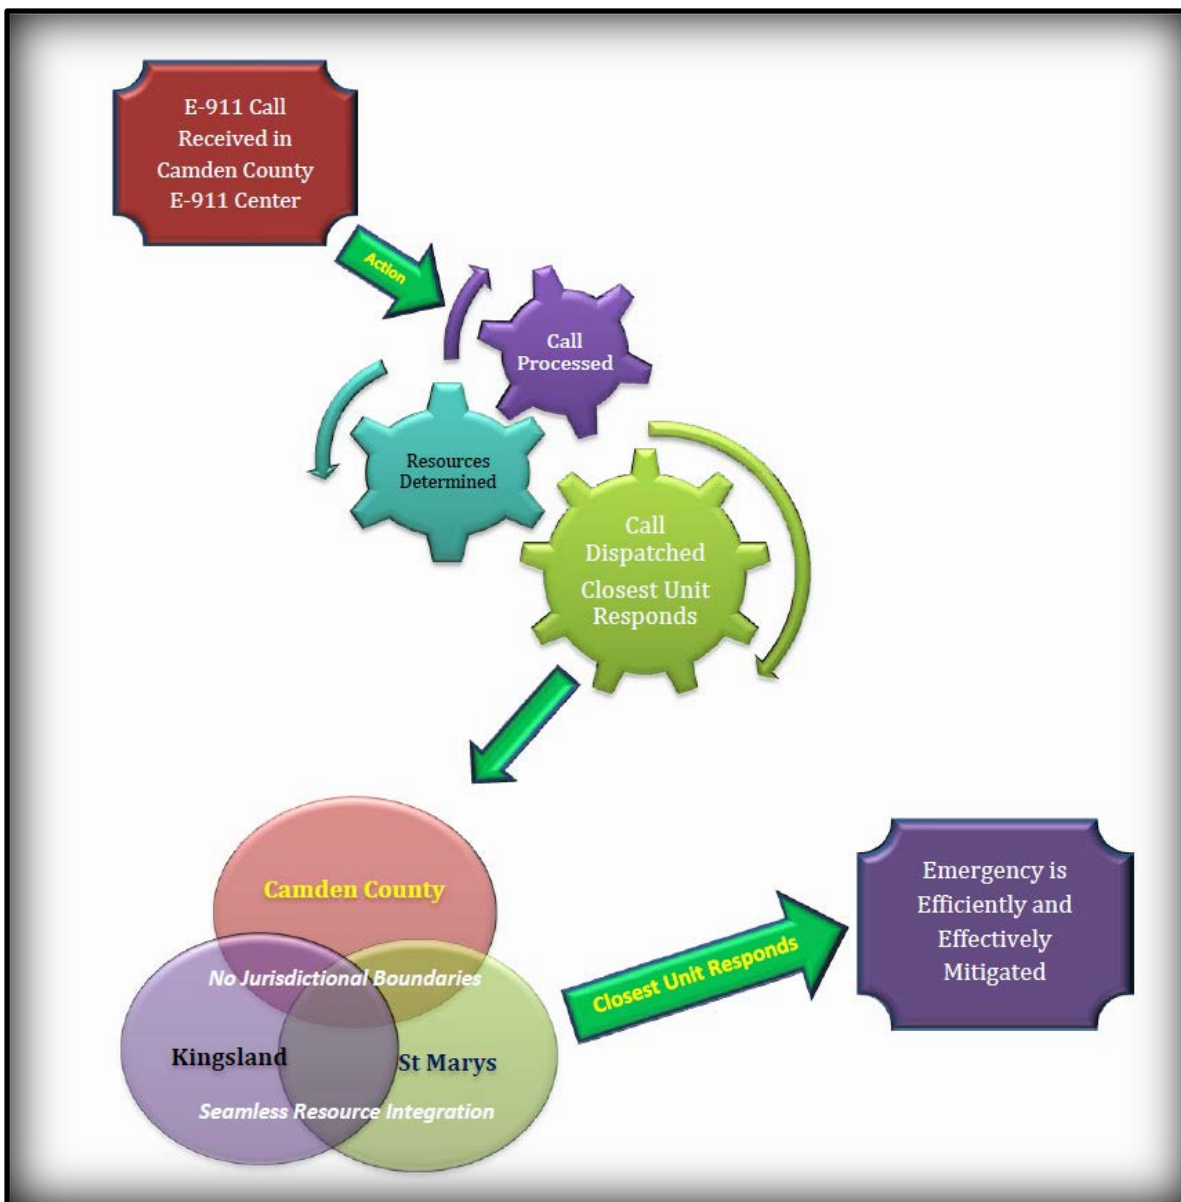 E-911 Call
Received in
Camden County
E-911 Center
Action
Call
Processed
Resources
Determined
Call
Dispatched
Closest Unit
Responds
Camden County
No Jurisdictional Boundaries
Kingsland
St Marys
Seamless Resource Integration
Closest Unit Responds
Emergency is
Efficiently and
Effectively
Mitigated